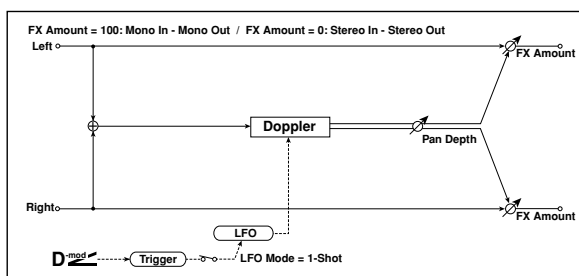 FX Amount = 100: Mono In - Mono Out / FX Amount = 0: Stereo In - Stereo Out
Left
FX Amount
Doppler
Pan Depth
Right
FX Amount
LFO
D-mod
Trigger
LFO Mode = 1-Shot